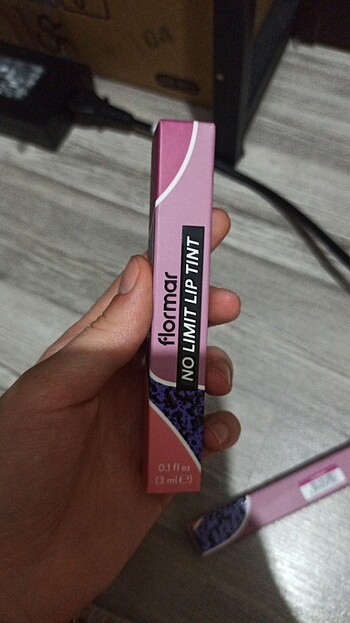 flormar
NO LIMIT LIP TINT
0.1 fl oz
(3 ml ℮)